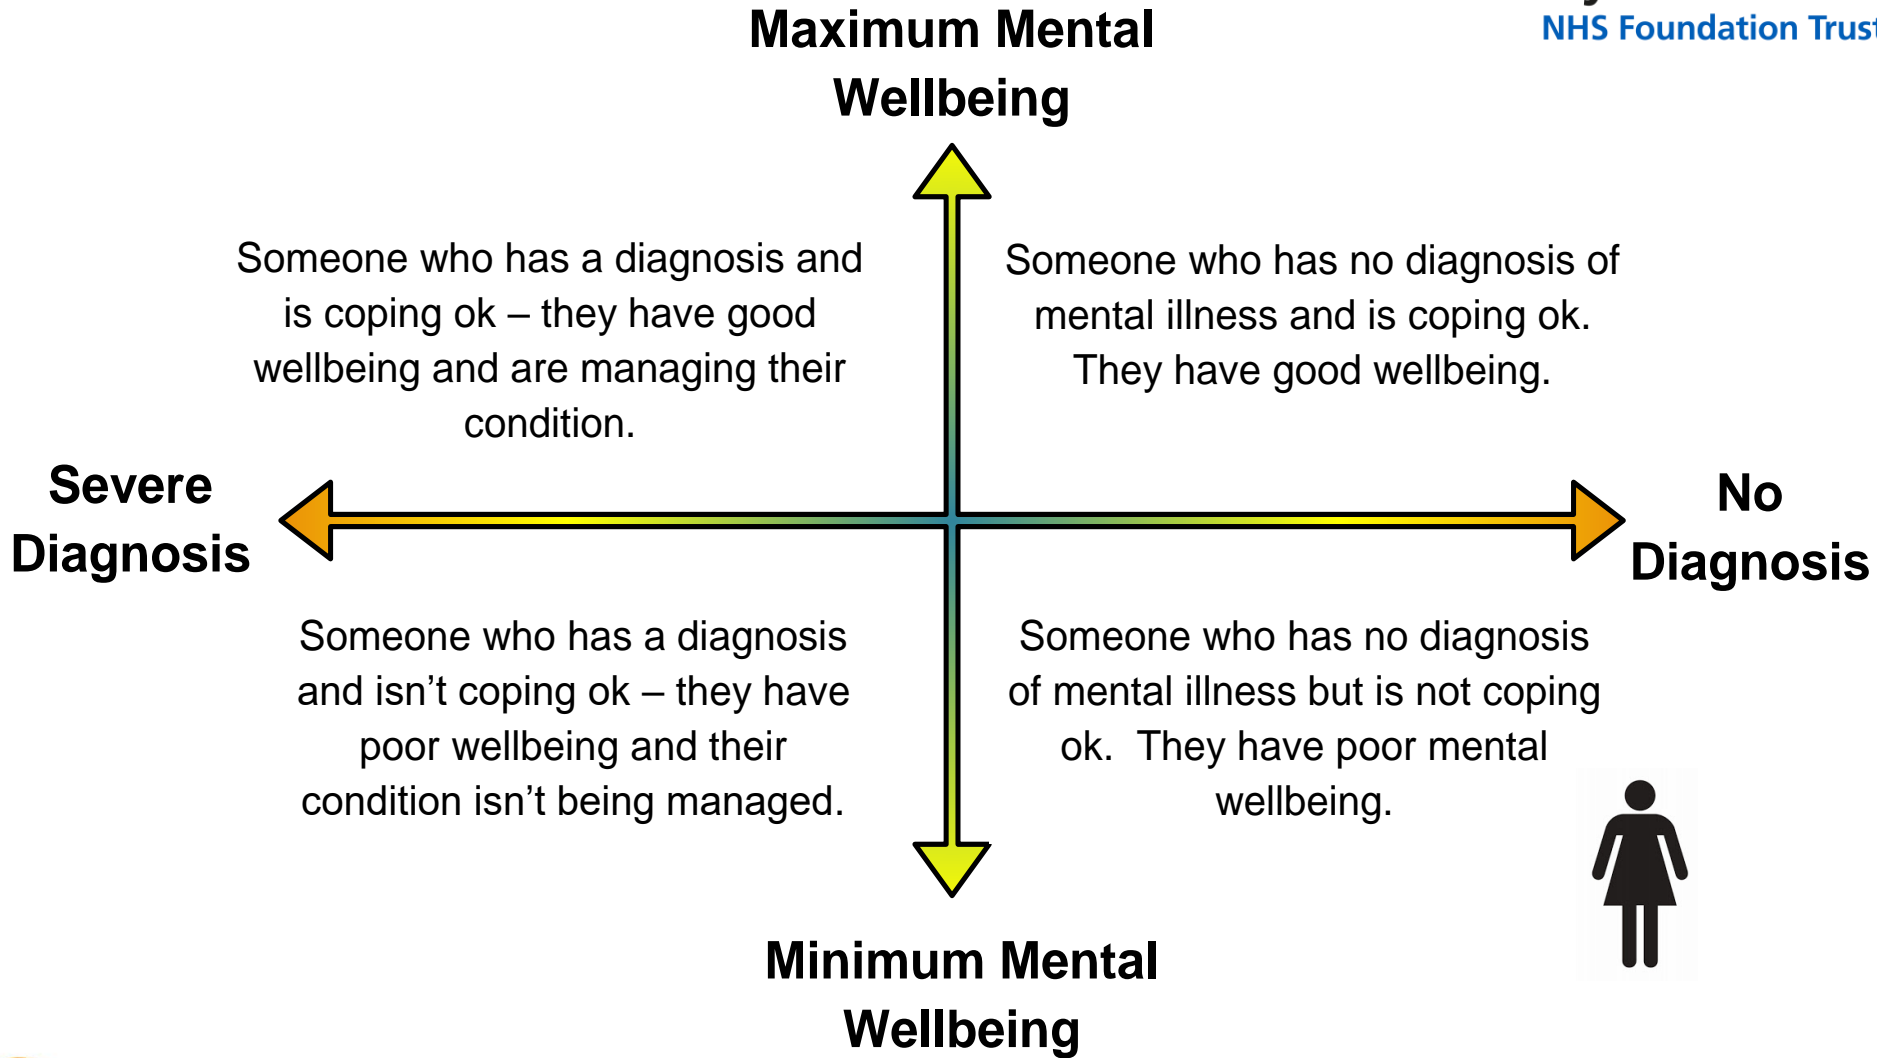 Maximum Mental
Wellbeing
NHS Foundation Trust
Someone who has a diagnosis and
is coping ok – they have good
wellbeing and are managing their
condition.
Someone who has no diagnosis of
mental illness and is coping ok.
They have good wellbeing.
Severe
Diagnosis
No
Diagnosis
Someone who has a diagnosis
and isn’t coping ok – they have
poor wellbeing and their
condition isn’t being managed.
Someone who has no diagnosis
of mental illness but is not coping
ok.  They have poor mental
wellbeing.
Minimum Mental
Wellbeing